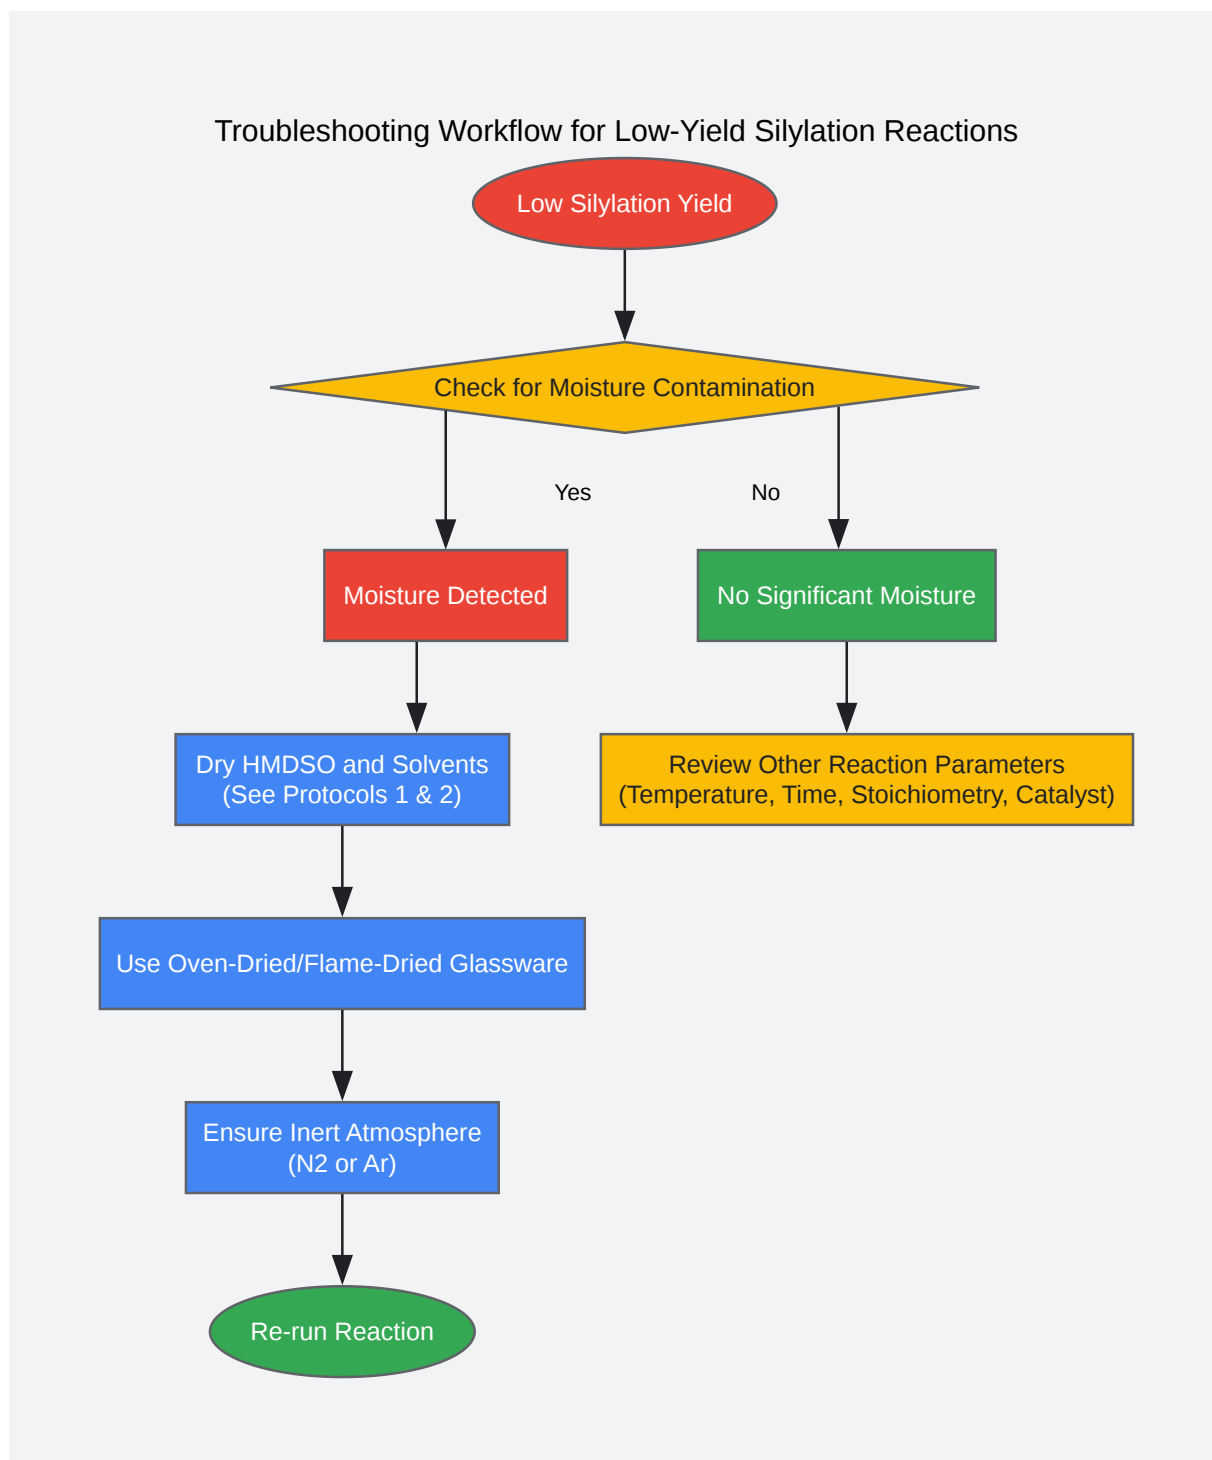 Troubleshooting Workflow for Low-Yield Silylation Reactions
Low Silylation Yield
Check for Moisture Contamination
Yes
No
Moisture Detected
No Significant Moisture
Dry HMDSO and Solvents
(See Protocols 1 & 2)
Review Other Reaction Parameters
(Temperature, Time, Stoichiometry, Catalyst)
Use Oven-Dried/Flame-Dried Glassware
Ensure Inert Atmosphere
(N2 or Ar)
Re-run Reaction